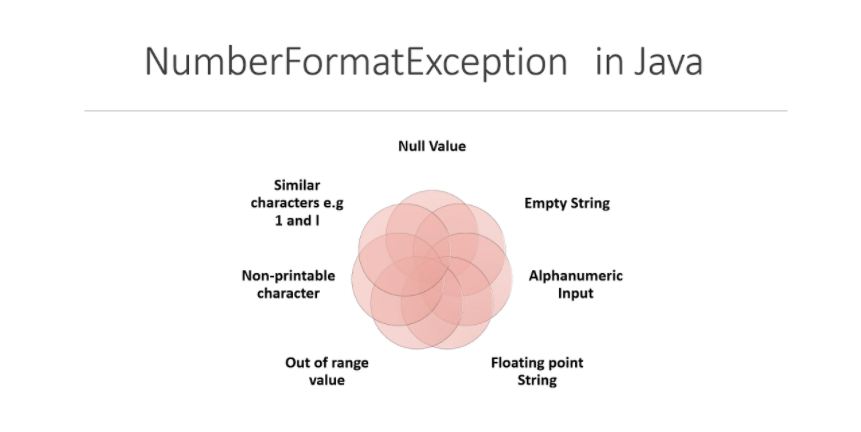 NumberFormatException in Java
Null Value
Similar
characters e.g
1 and l
Empty String
Non-printable
character
Alphanumeric
Input
Out of range
value
Floating point
String